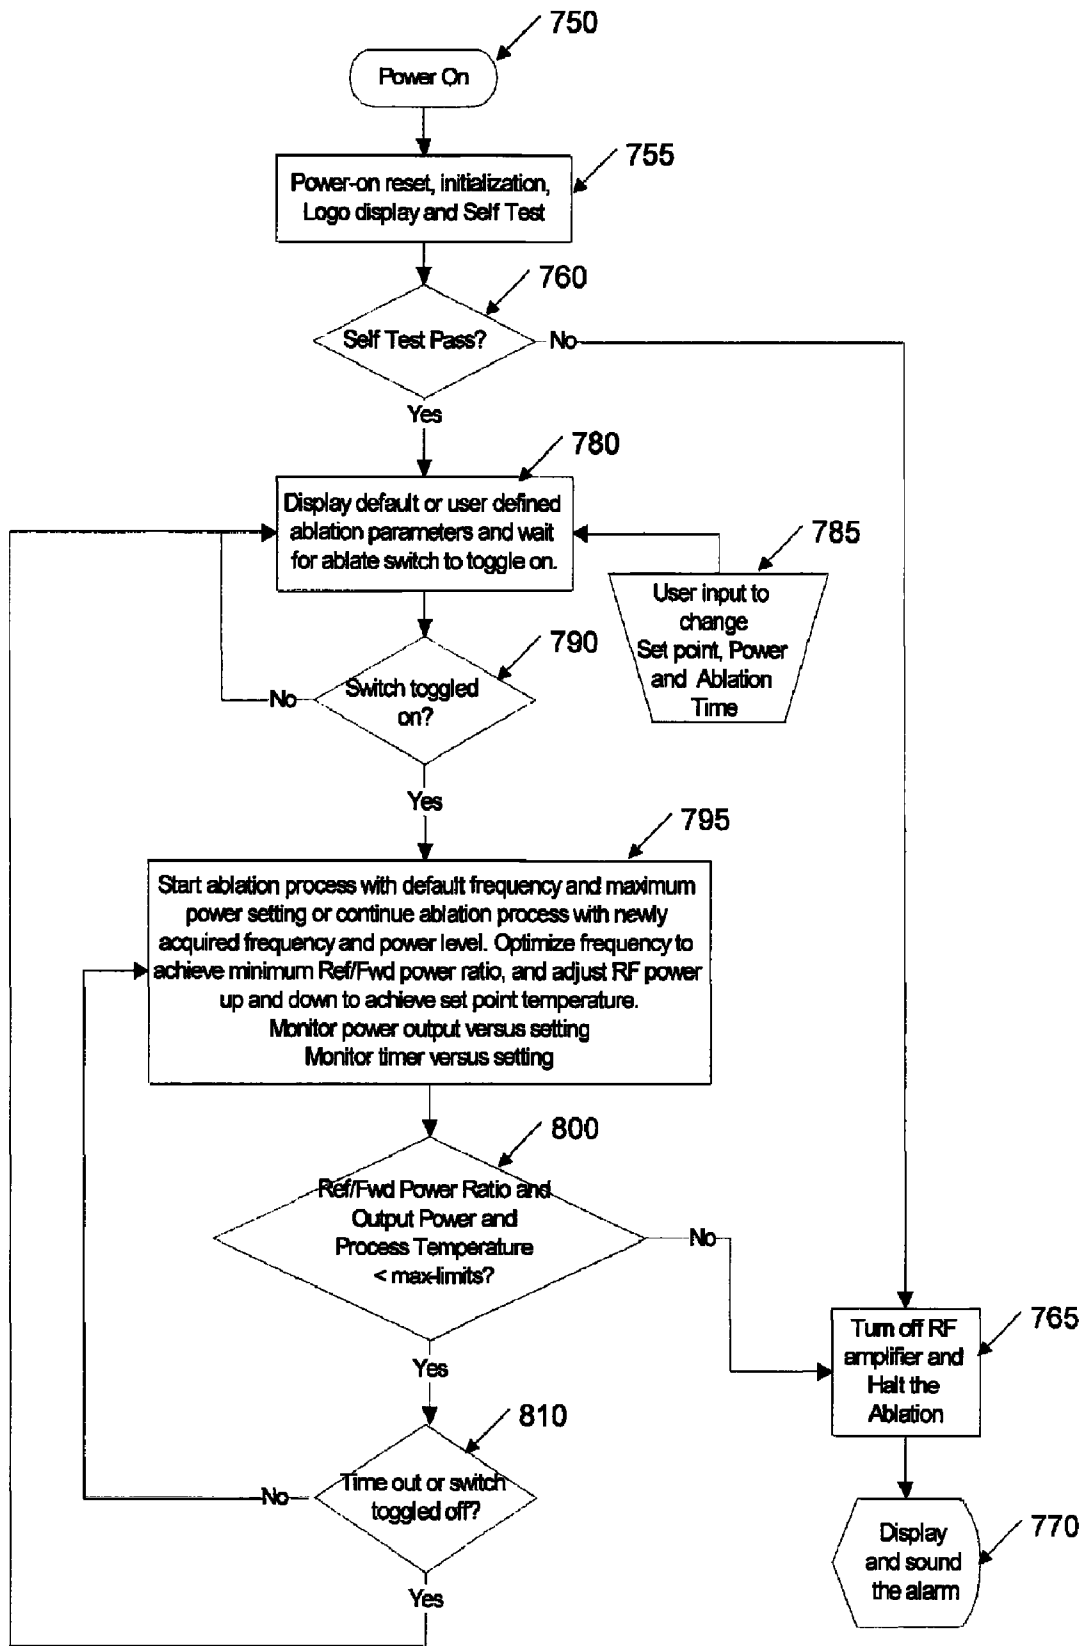 750
Power On
755
Power-on reset, initialization,
Logo display and Self Test
760
Self Test Pass?
No
Yes
780
Display default or user defined
ablation parameters and wait
for ablate switch to toggle on.
785
User input to
change
Set point, Power
and Ablation
Time
790
Switch toggled
on?
No
Yes
795
Start ablation process with default frequency and maximum
power setting or continue ablation process with newly
acquired frequency and power level. Optimize frequency to
achieve minimum Ref/Fwd power ratio, and adjust RF power
up and down to achieve set point temperature.
Monitor power output versus setting
Monitor timer versus setting
800
Ref/Fwd Power Ratio and
Output Power and
Process Temperature
< max-limits?
No
Yes
765
Turn off RF
amplifier and
Halt the
Ablation
810
Time out or switch
toggled off?
No
Yes
770
Display
and sound
the alarm